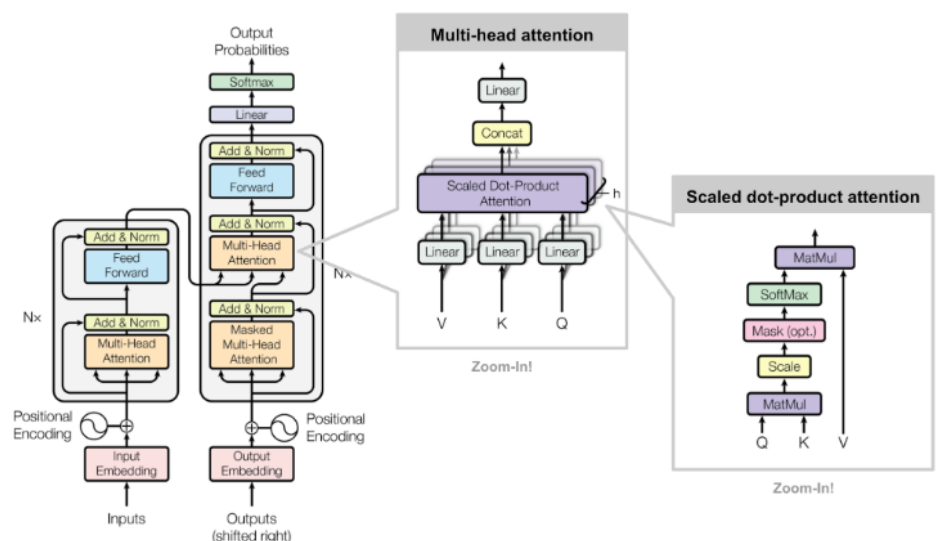 Output
Probabilities
Softmax
Linear
Add & Norm
Feed
Forward
Add & Norm
Multi-Head
Attention
Nx
Add & Norm
Masked
Multi-Head
Attention
Positional
Encoding
Output
Embedding
Outputs
(shifted right)
Add & Norm
Feed
Forward
Nx
Add & Norm
Multi-Head
Attention
Positional
Encoding
Input
Embedding
Inputs
Multi-head attention
Linear
Concat
Scaled Dot-Product
Attention
h
Linear Linear Linear
V K Q
Zoom-In!
Scaled dot-product attention
MatMul
SoftMax
Mask (opt.)
Scale
MatMul
Q K V
Zoom-In!